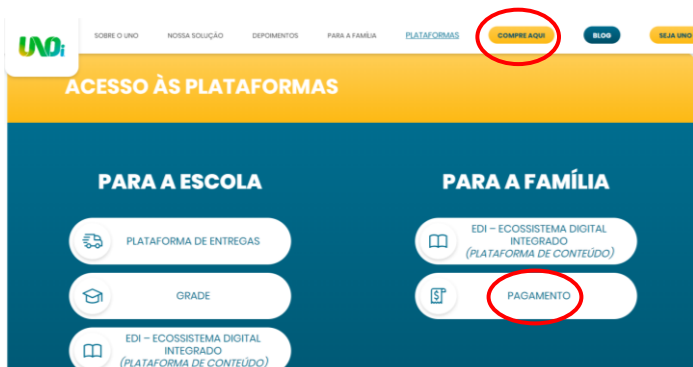 UNOi
SOBRE O UNO
NOSSA SOLUÇÃO
DEPOIMENTOS
PARA A FAMÍLIA
PLATAFORMAS
COMPRE AQUI
BLOG
SEJA UNO
ACESSO ÀS PLATAFORMAS
PARA A ESCOLA
PLATAFORMA DE ENTREGAS
GRADE
EDI – ECOSSISTEMA DIGITAL
INTEGRADO
(PLATAFORMA DE CONTEÚDO)
PARA A FAMÍLIA
EDI – ECOSSISTEMA DIGITAL
INTEGRADO
(PLATAFORMA DE CONTEÚDO)
PAGAMENTO